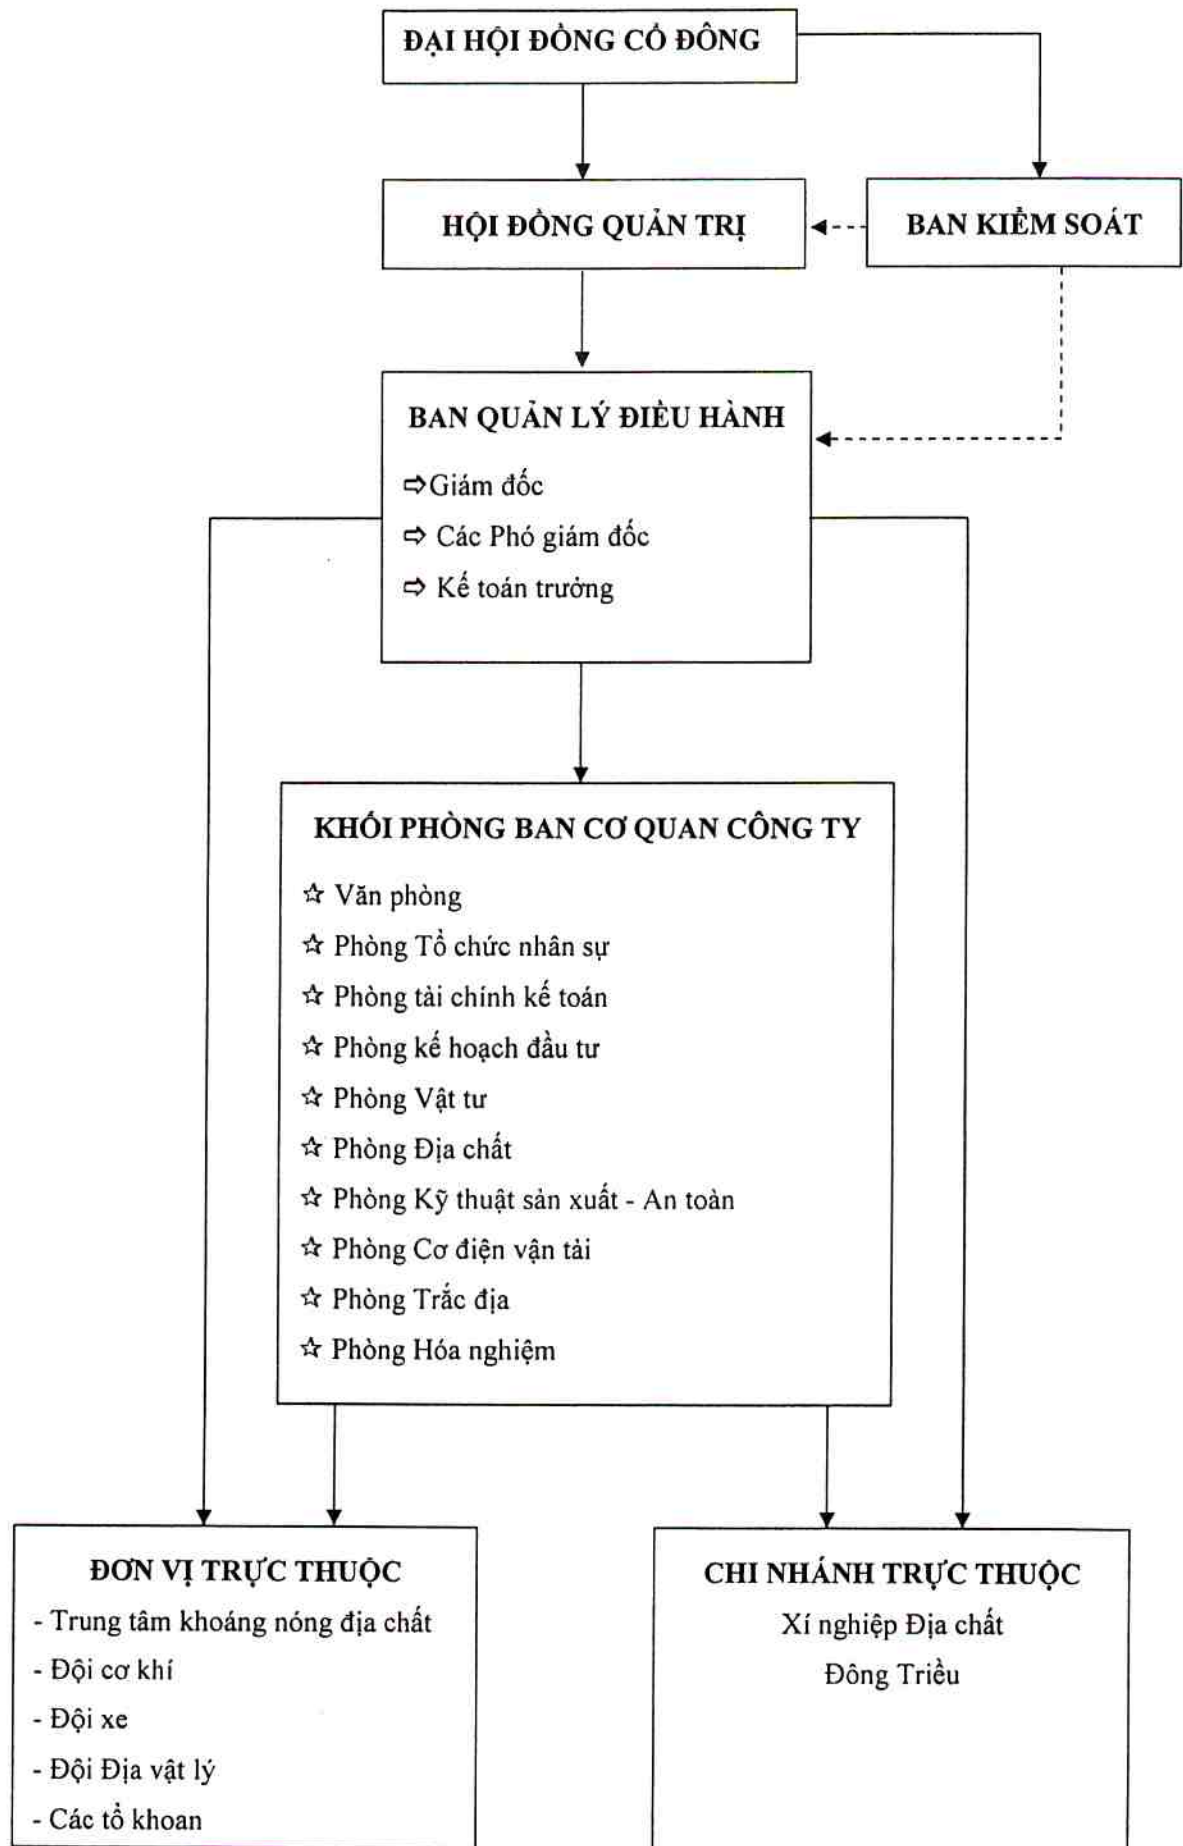 ĐẠI HỘI ĐỒNG CỔ ĐÔNG
HỘI ĐỒNG QUẢN TRỊ
BAN KIỂM SOÁT
BAN QUẢN LÝ ĐIỀU HÀNH
⇨Giám đốc
⇨ Các Phó giám đốc
⇨ Kế toán trưởng
KHỐI PHÒNG BAN CƠ QUAN CÔNG TY
☆ Văn phòng
☆ Phòng Tổ chức nhân sự
☆ Phòng tài chính kế toán
☆ Phòng kế hoạch đầu tư
☆ Phòng Vật tư
☆ Phòng Địa chất
☆ Phòng Kỹ thuật sản xuất - An toàn
☆ Phòng Cơ điện vận tải
☆ Phòng Trắc địa
☆ Phòng Hóa nghiệm
ĐƠN VỊ TRỰC THUỘC
- Trung tâm khoáng nóng địa chất
- Đội cơ khí
- Đội xe
- Đội Địa vật lý
- Các tổ khoan
CHI NHÁNH TRỰC THUỘC
Xí nghiệp Địa chất
Đông Triều